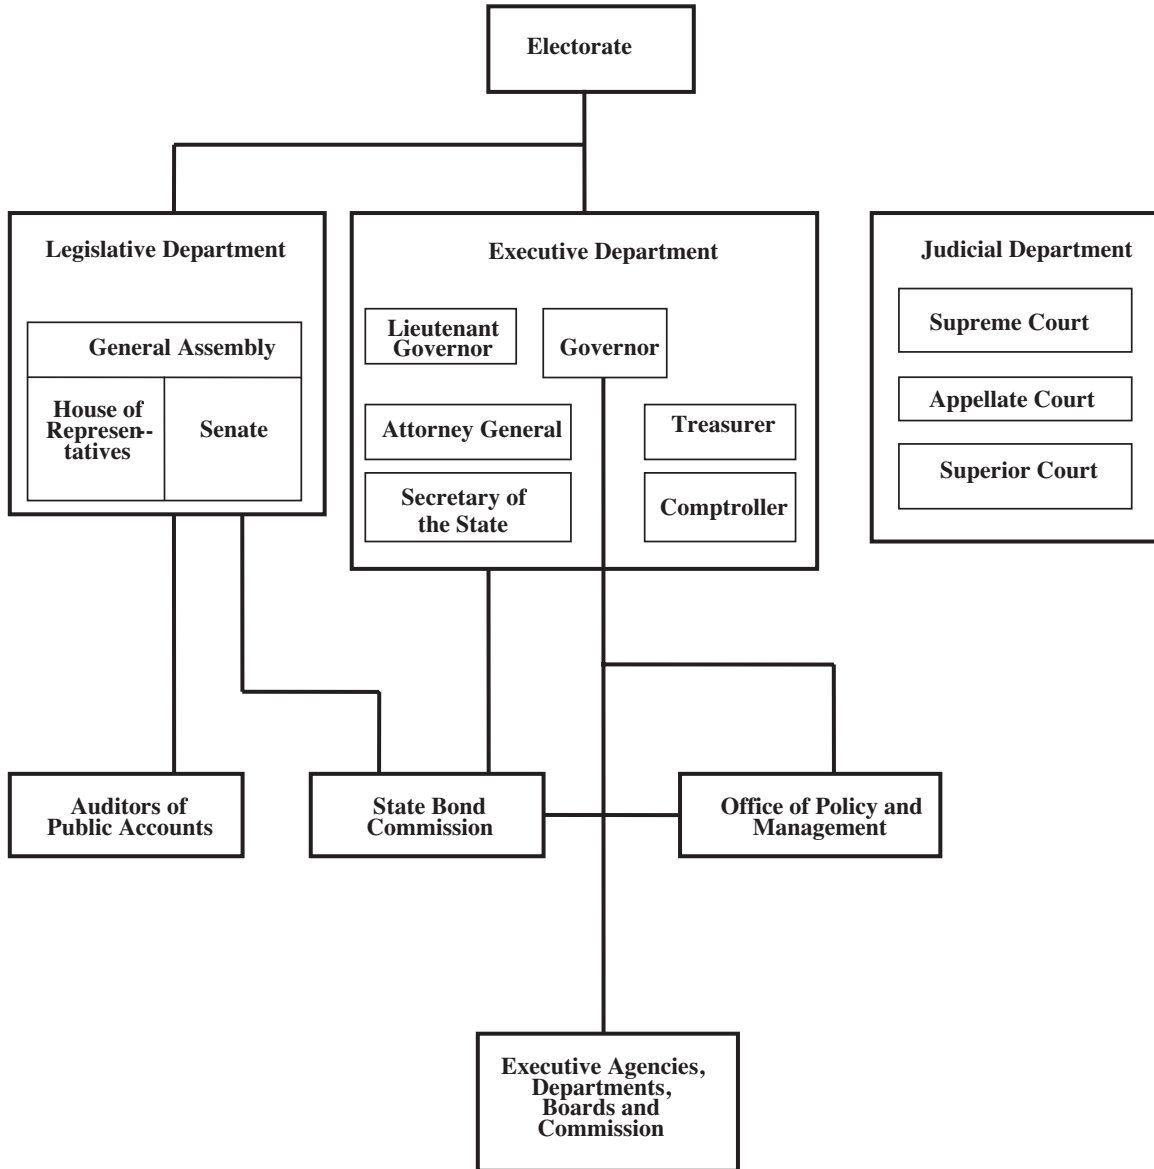 Electorate
Legislative Department
General Assembly
House of
Represen--
tatives
Senate
Executive Department
Lieutenant
Governor
Governor
Attorney General
Treasurer
Secretary of
the State
Comptroller
Judicial Department
Supreme Court
Appellate Court
Superior Court
Auditors of
Public Accounts
State Bond
Commission
Office of Policy and
Management
Executive Agencies,
Departments,
Boards and
Commission